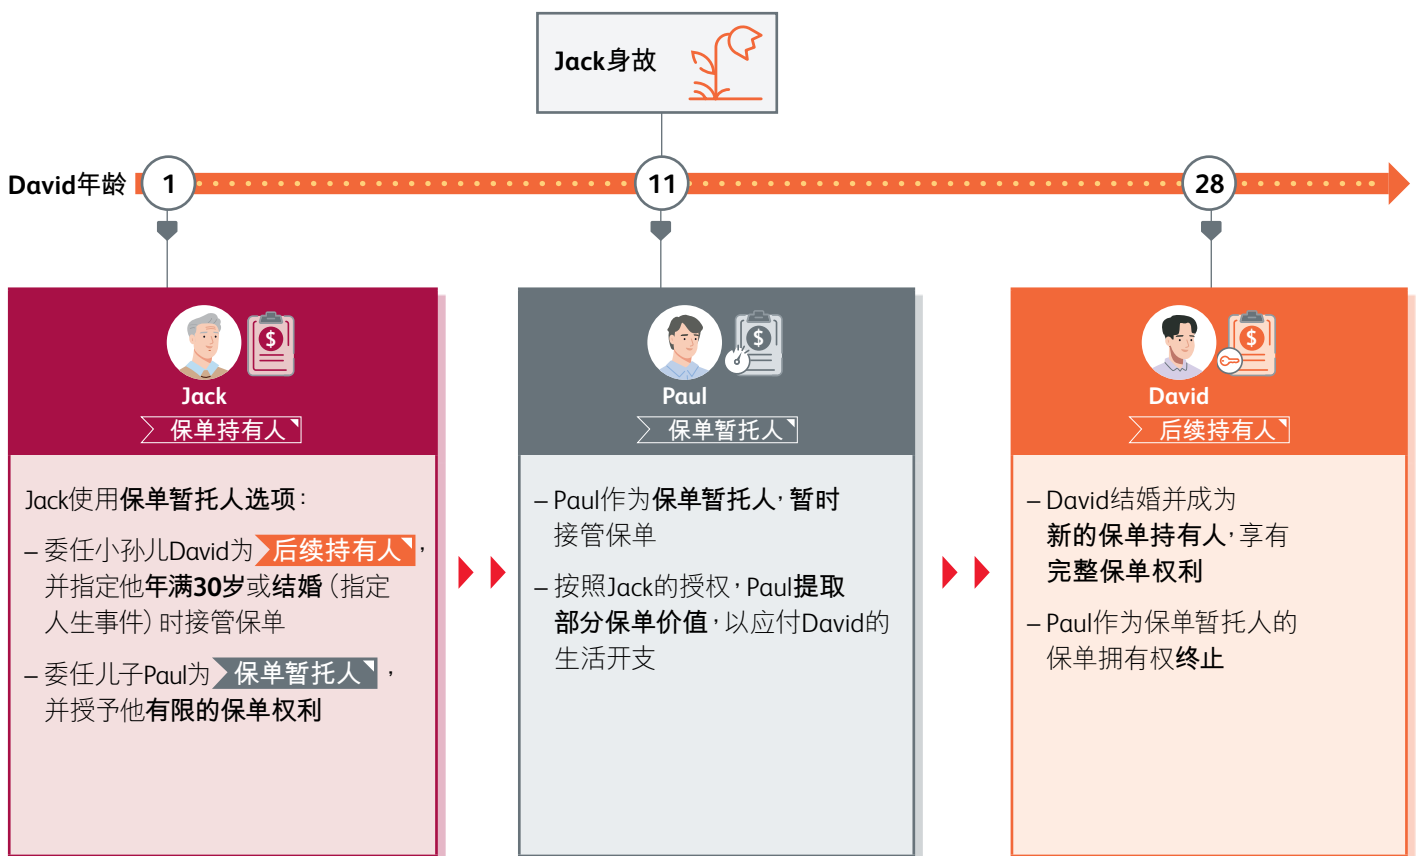 Jack身故
David年龄
1
11
28
Jack
保单持有人
Jack使用保单暂托人选项：
– 委任小孙儿David为 后续持有人，
并指定他年满30岁或结婚（指定
人生事件）时接管保单
– 委任儿子Paul为 保单暂托人，
并授予他有限的保单权利
Paul
保单暂托人
– Paul作为保单暂托人，暂时
接管保单
– 按照Jack的授权，Paul提取
部分保单价值，以应付David的
生活开支
David
后续持有人
– David结婚并成为
新的保单持有人，享有
完整保单权利
– Paul作为保单暂托人的
保单拥有权终止